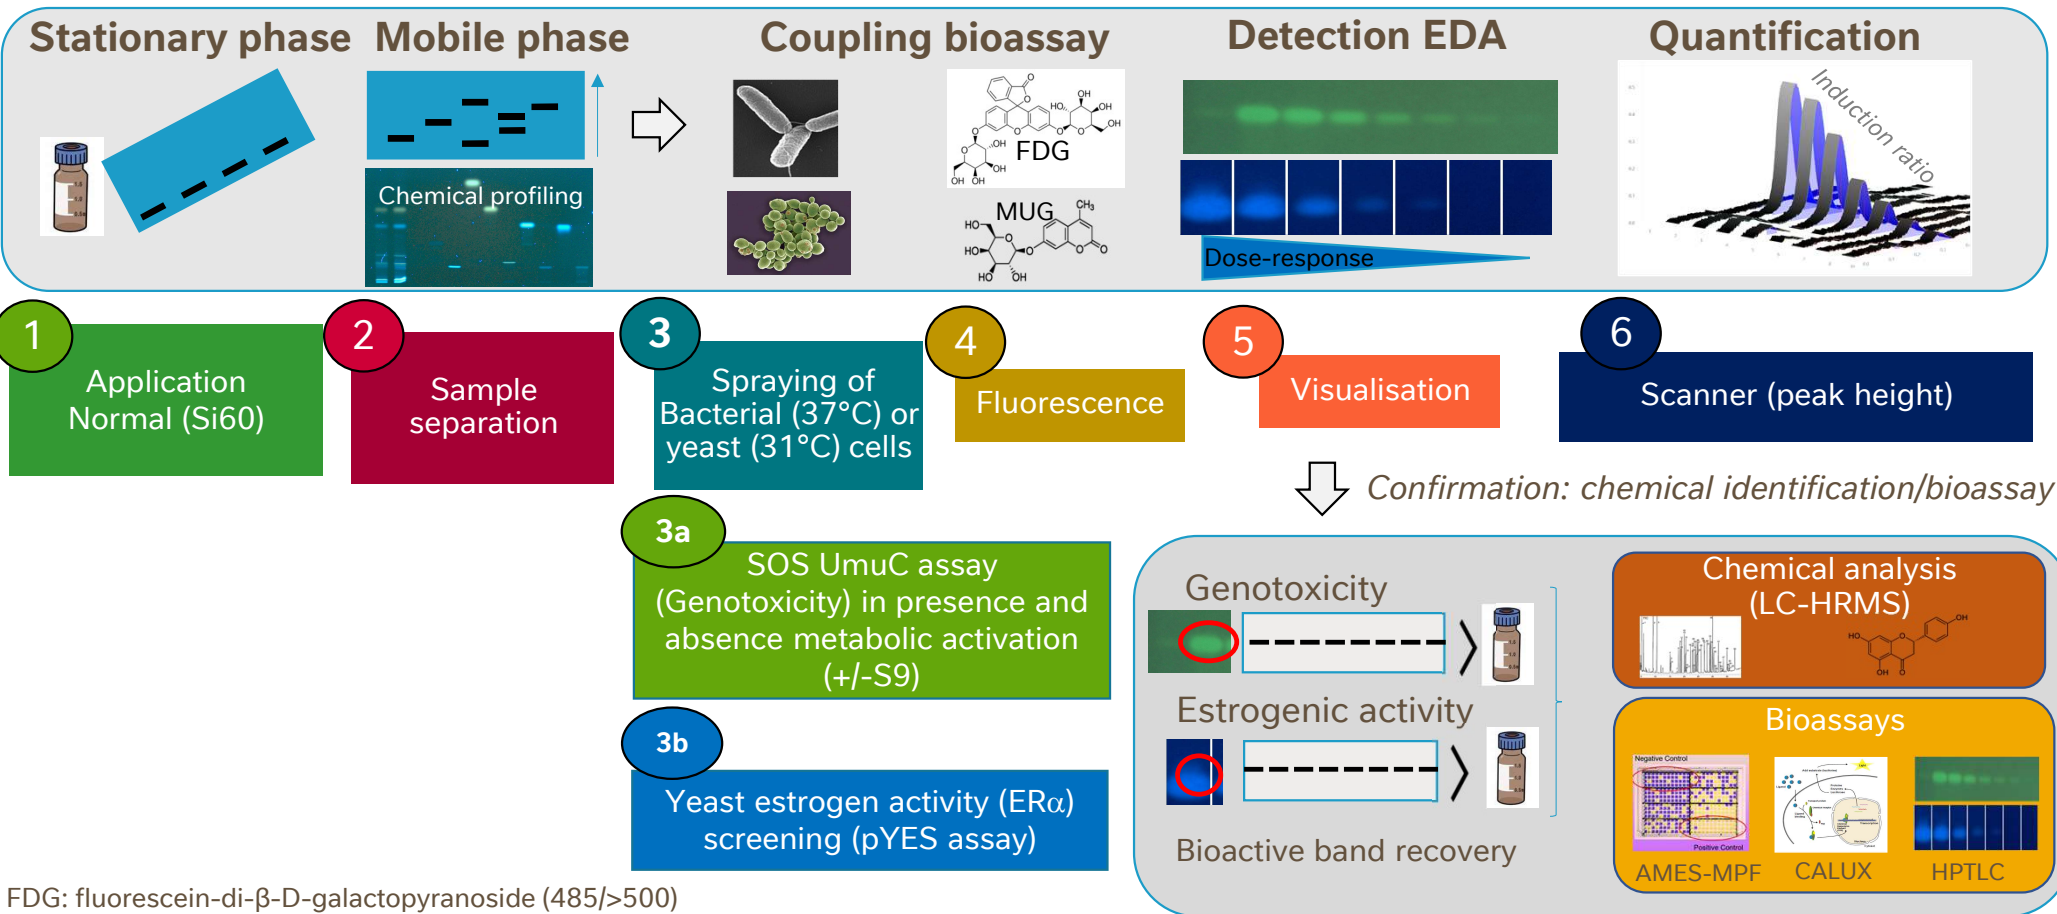 Stationary phase
Mobile phase
Coupling bioassay
Detection EDA
Quantification
Chemical profiling
FDG
MUG
Dose-response
Induction ratio
1
Application
Normal (Si60)
2
Sample
separation
3
Spraying of
Bacterial (37°C) or
yeast (31°C) cells
4
Fluorescence
5
Visualisation
6
Scanner (peak height)
Confirmation: chemical identification/bioassay
3a
SOS UmuC assay
(Genotoxicity) in presence and
absence metabolic activation
(+/-S9)
3b
Yeast estrogen activity (ERα)
screening (pYES assay)
Genotoxicity
Estrogenic activity
Bioactive band recovery
Chemical analysis
(LC-HRMS)
Bioassays
Negative Control
Positive Control
AMES-MPF
CALUX
HPTLC
FDG: fluorescein-di-β-D-galactopyranoside (485/>500)